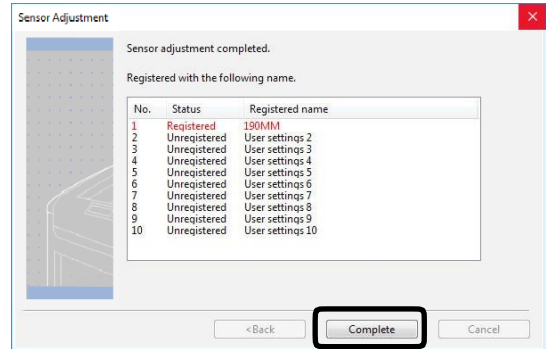 Sensor Adjustment
Sensor adjustment completed.
Registered with the following name.
No. Status Registered name
1 Registered 190MM
2 Unregistered User settings 2
3 Unregistered User settings 3
4 Unregistered User settings 4
5 Unregistered User settings 5
6 Unregistered User settings 6
7 Unregistered User settings 7
8 Unregistered User settings 8
9 Unregistered User settings 9
10 Unregistered User settings 10
<Back Complete Cancel